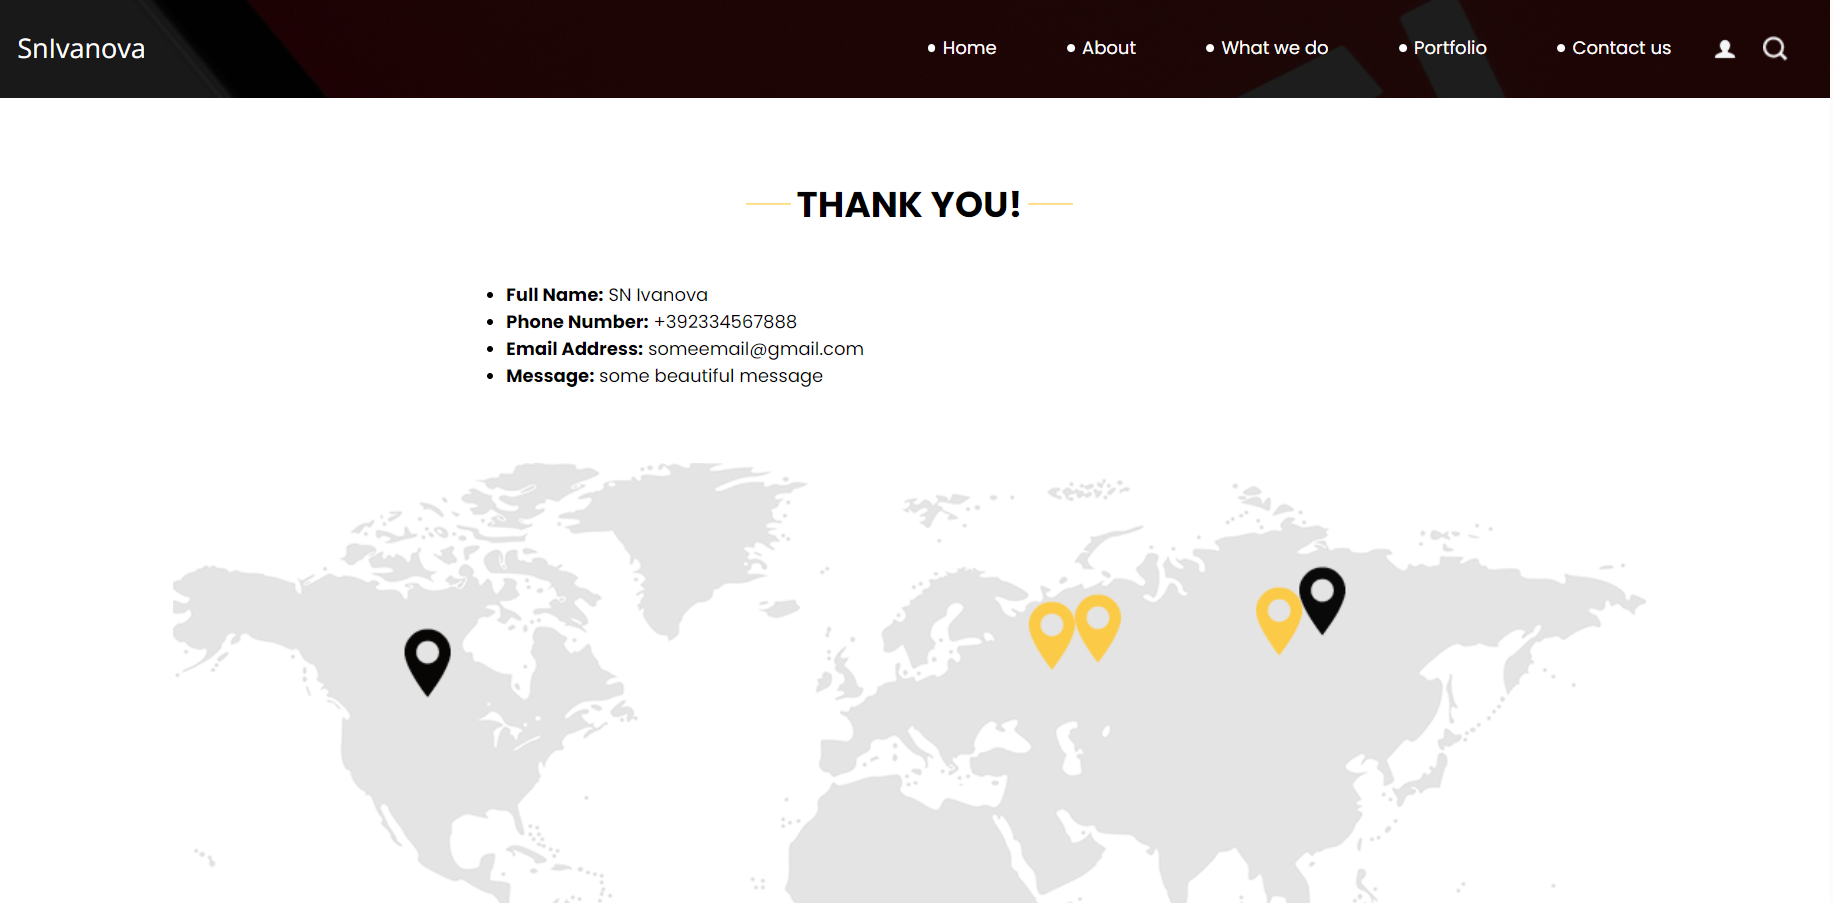 SnIvanova
Home
About
What we do
Portfolio
Contact us
THANK YOU!
Full Name: SN Ivanova
Phone Number: +392334567888
Email Address: someemail@gmail.com
Message: some beautiful message